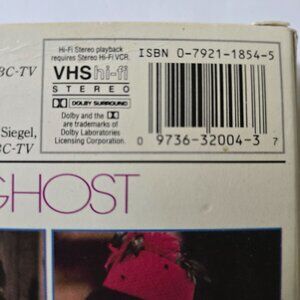 Hi-Fi Stereo playback
requires Stereo Hi-Fi VCR.
VHS hi-fi
STEREO
DOLBY SURROUND
Dolby and the
are trademarks of
Dolby Laboratories
Licensing Corporation.
ISBN 0-7921-1854-5
0 9736-32004-3 7
BC-TV
Siegel,
BC-TV
GHOST